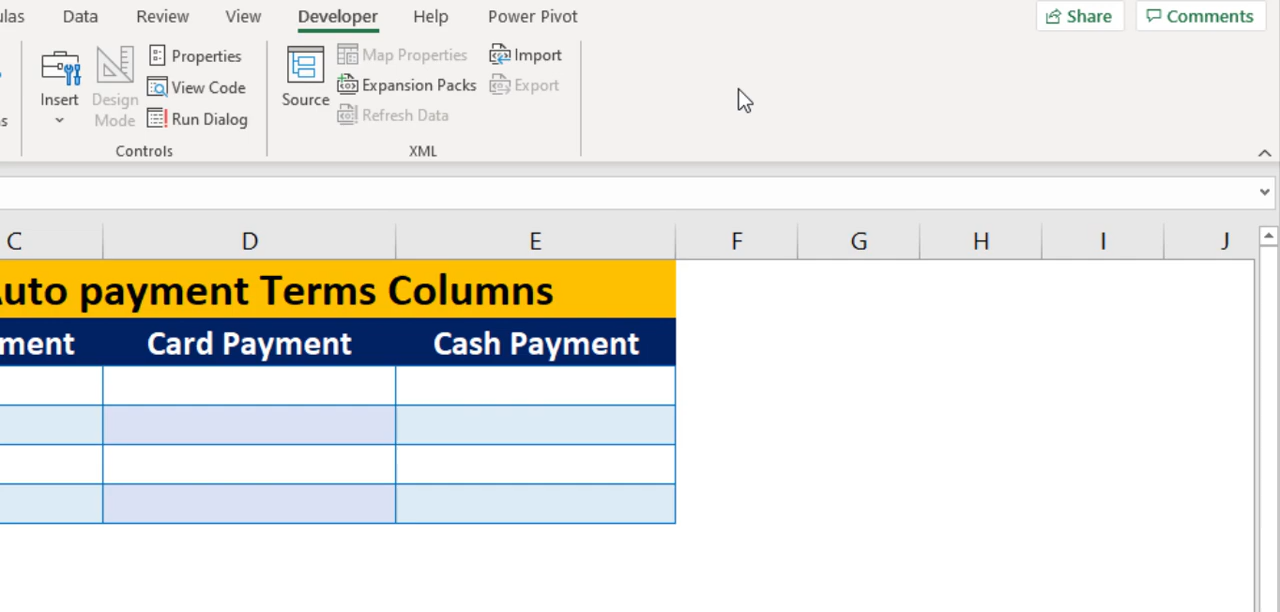 ulas Data Review View Developer Help Power Pivot Share Comments
Properties Map Properties Import
View Code Expansion Packs Export
Insert Design Mode Run Dialog Source Refresh Data
s
Controls XML
C D E F G H I J
Auto payment Terms Columns
ment Card Payment Cash Payment